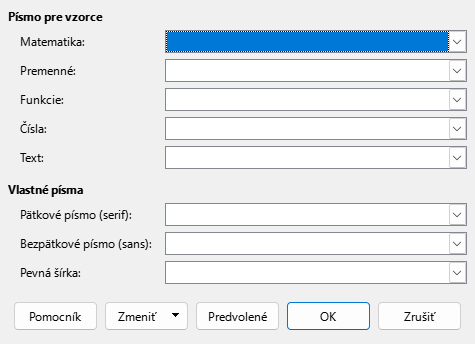 Písmo pre vzorce
Matematika:
Premenné:
Funkcie:
Čísla:
Text:
Vlastné písma
Pätkové písmo (serif):
Bezpätkové písmo (sans):
Pevná šírka:
Pomocník Zmeniť Predvolené OK Zrušiť